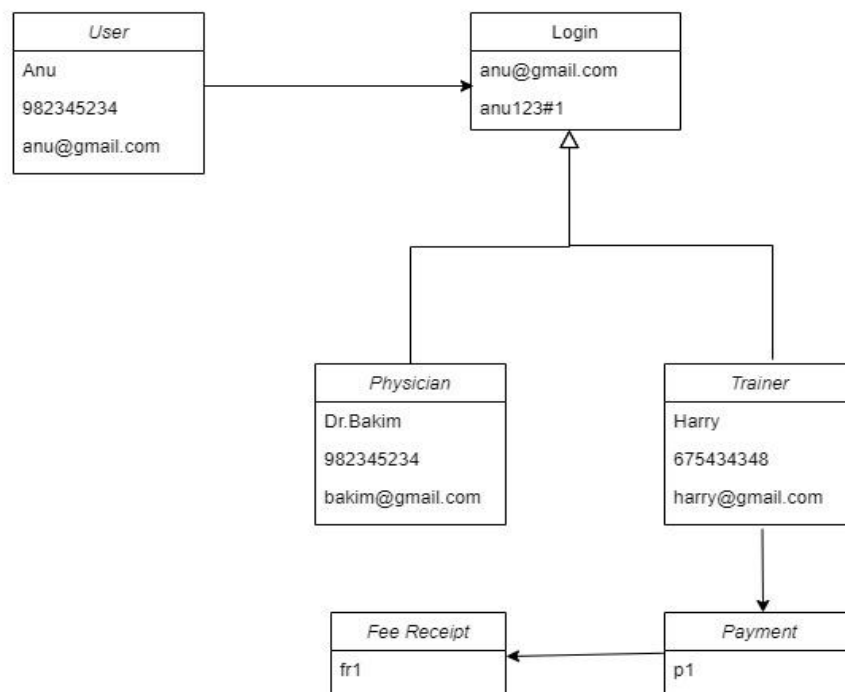 User
Anu
982345234
anu@gmail.com
Login
anu@gmail.com
anu123#1
Physician
Dr.Bakim
982345234
bakim@gmail.com
Trainer
Harry
675434348
harry@gmail.com
Fee Receipt
fr1
Payment
p1